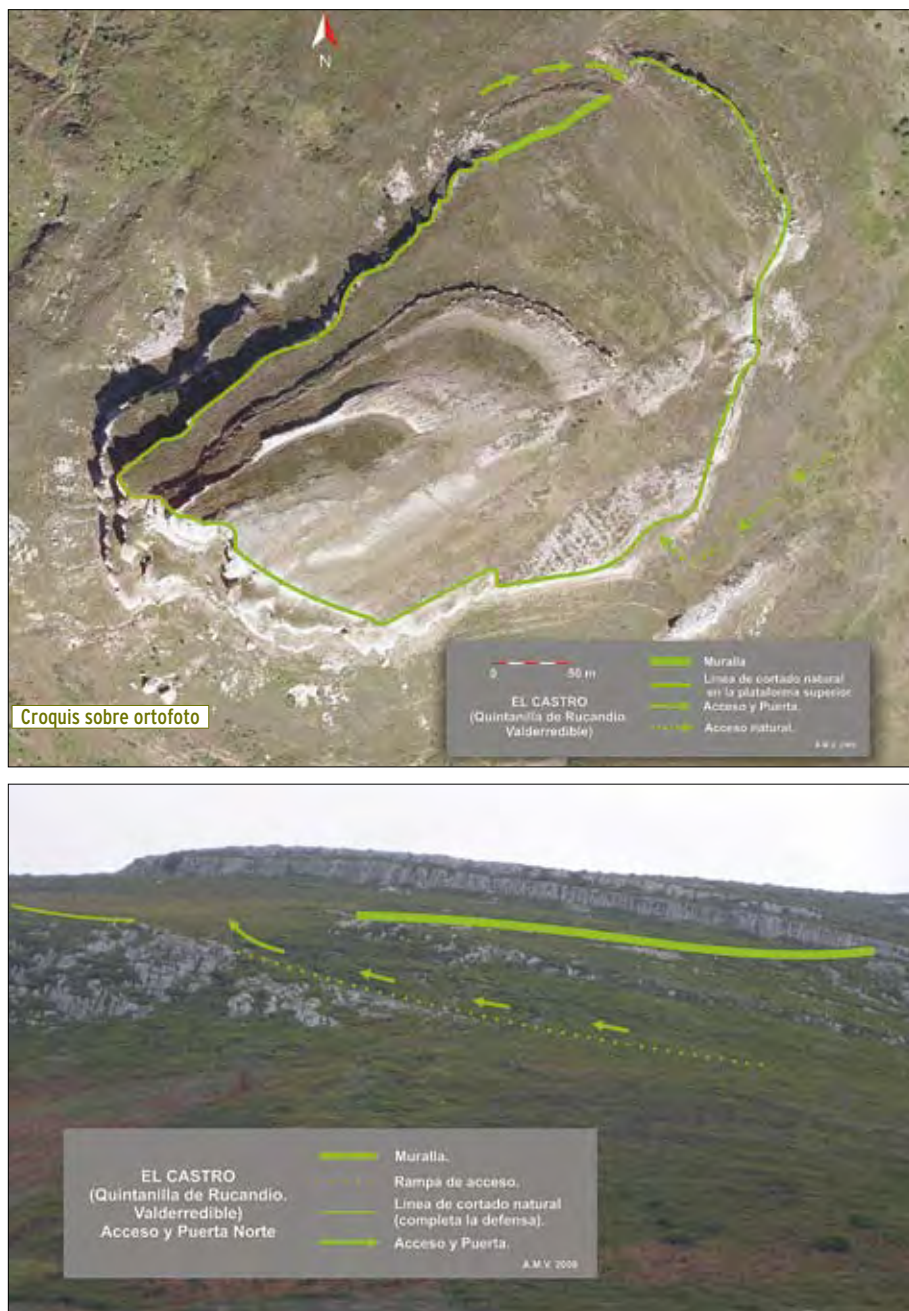 N
Croquis sobre ortofoto
0 50 m
EL CASTRO
(Quintanilla de Rucandio.
Valderredible)
Muralla
Línea de cortado natural
en la plataforma superior.
Acceso y Puerta.
Acceso natural.
A.M.V.
EL CASTRO
(Quintanilla de Rucandio.
Valderredible)
Acceso y Puerta Norte
Muralla.
Rampa de acceso.
Línea de cortado natural
(completa la defensa).
Acceso y Puerta.
A.M.V. 2009